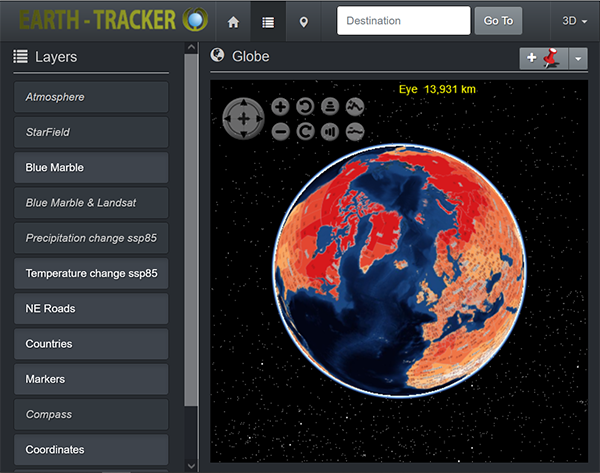 EARTH - TRACKER
Destination
Go To
3D
Layers
Atmosphere
StarField
Blue Marble
Blue Marble & Landsat
Precipitation change ssp85
Temperature change ssp85
NE Roads
Countries
Markers
Compass
Coordinates
Globe
Eye 13,931 km